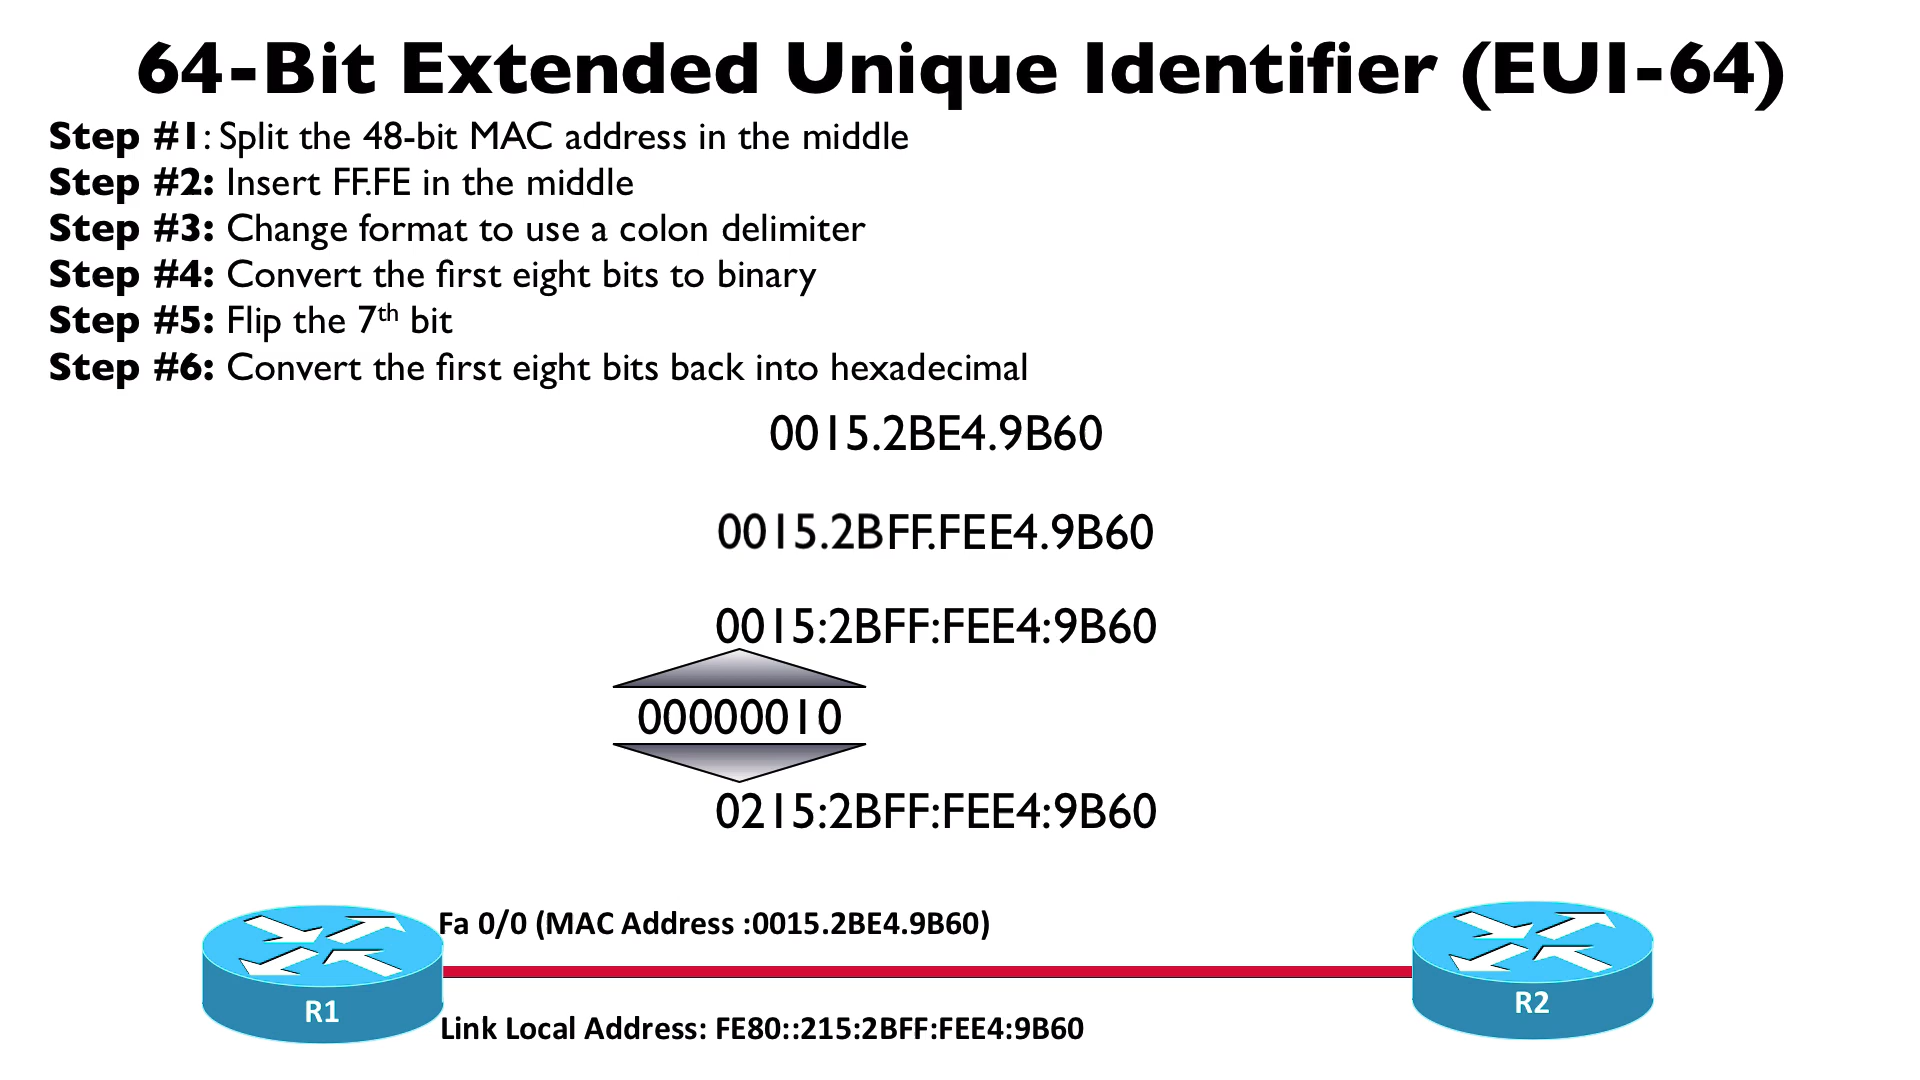 64-Bit Extended Unique Identifier (EUI-64)
Step #1: Split the 48-bit MAC address in the middle
Step #2: Insert FF.FE in the middle
Step #3: Change format to use a colon delimiter
Step #4: Convert the first eight bits to binary
Step #5: Flip the 7th bit
Step #6: Convert the first eight bits back into hexadecimal
0015.2BE4.9B60
0015.2BFF.FEE4.9B60
0015:2BFF:FEE4:9B60
00000010
0215:2BFF:FEE4:9B60
Fa 0/0 (MAC Address :0015.2BE4.9B60)
R1
R2
Link Local Address: FE80::215:2BFF:FEE4:9B60